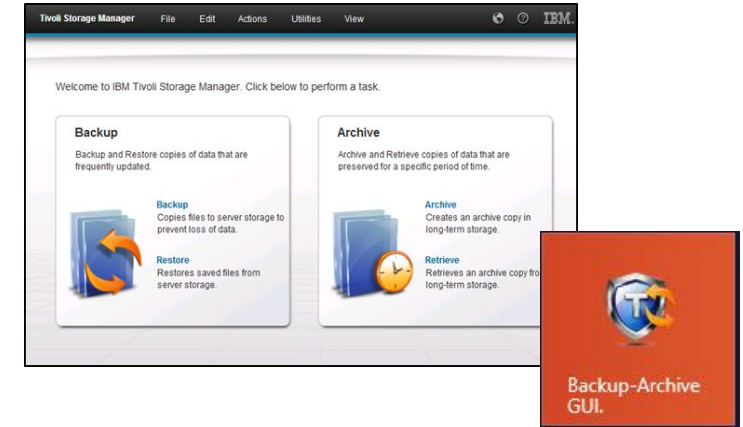 Tivoli Storage Manager File Edit Actions Utilities View IBM.
Welcome to IBM Tivoli Storage Manager. Click below to perform a task.
Backup
Backup and Restore copies of data that are
frequently updated.
Backup
Copies files to server storage to
prevent loss of data.
Restore
Restores saved files from
server storage.
Archive
Archive and Retrieve copies of data that are
preserved for a specific period of time.
Archive
Creates an archive copy in
long-term storage.
Retrieve
Retrieves an archive copy fro
long-term storage.
T
Backup-Archive
GUI.